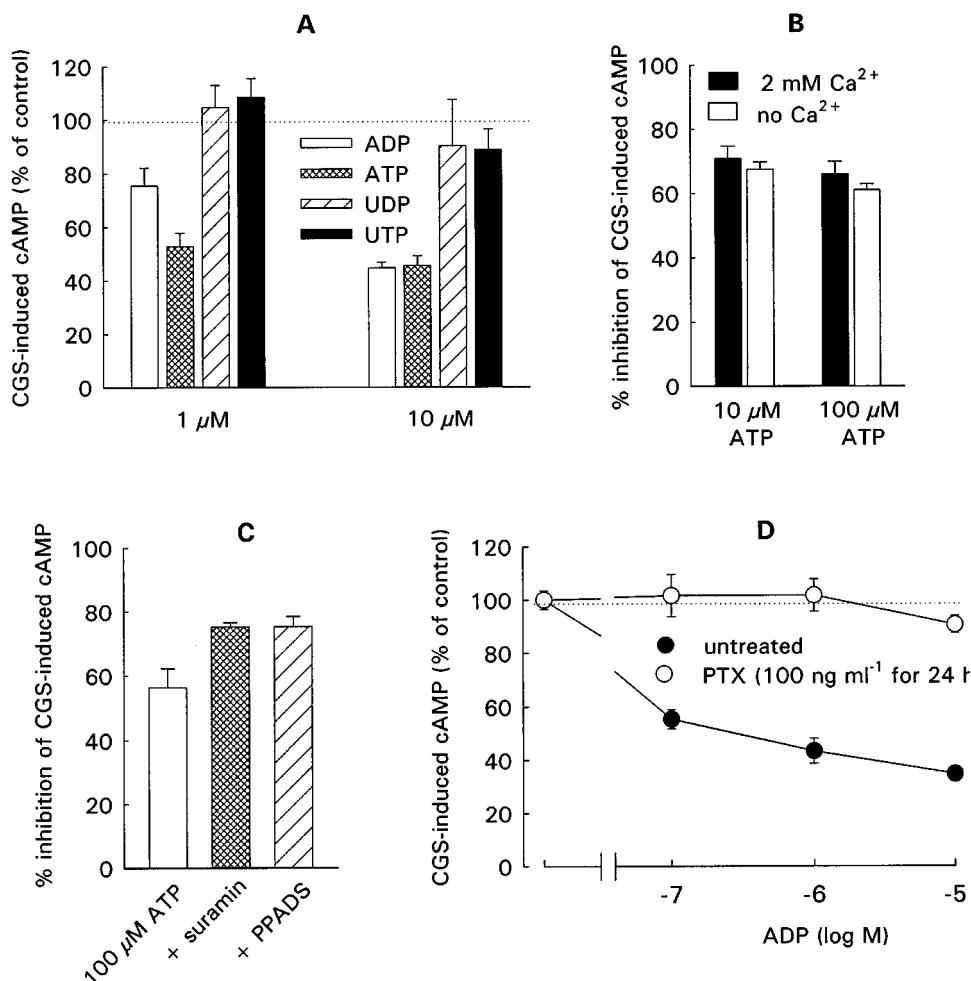 A
CGS-induced cAMP (% of control)
120
100
80
60
40
20
0
ADP
ATP
UDP
UTP
1 μM
10 μM
B
% inhibition of CGS-induced cAMP
100
80
60
40
20
0
2 mM Ca²⁺
no Ca²⁺
10 μM
ATP
100 μM
ATP
C
% inhibition of CGS-induced cAMP
100
80
60
40
20
0
100 μM ATP
+ suramin
+ PPADS
D
CGS-induced cAMP (% of control)
120
100
80
60
40
20
0
untreated
PTX (100 ng ml⁻¹ for 24 h
-7
-6
-5
ADP (log M)